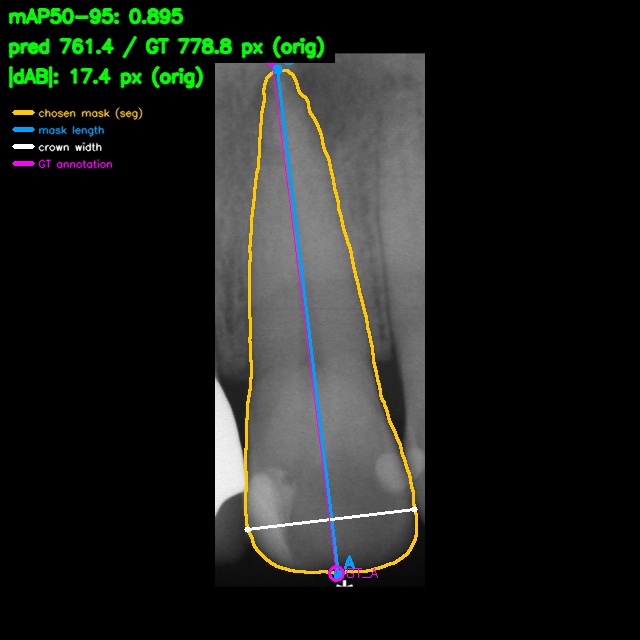 mAP50-95: 0.895
pred 761.4 / GT 778.8 px (orig)
|dAB|: 17.4 px (orig)
chosen mask (seg)
mask length
crown width
GT annotation
A
GT_A